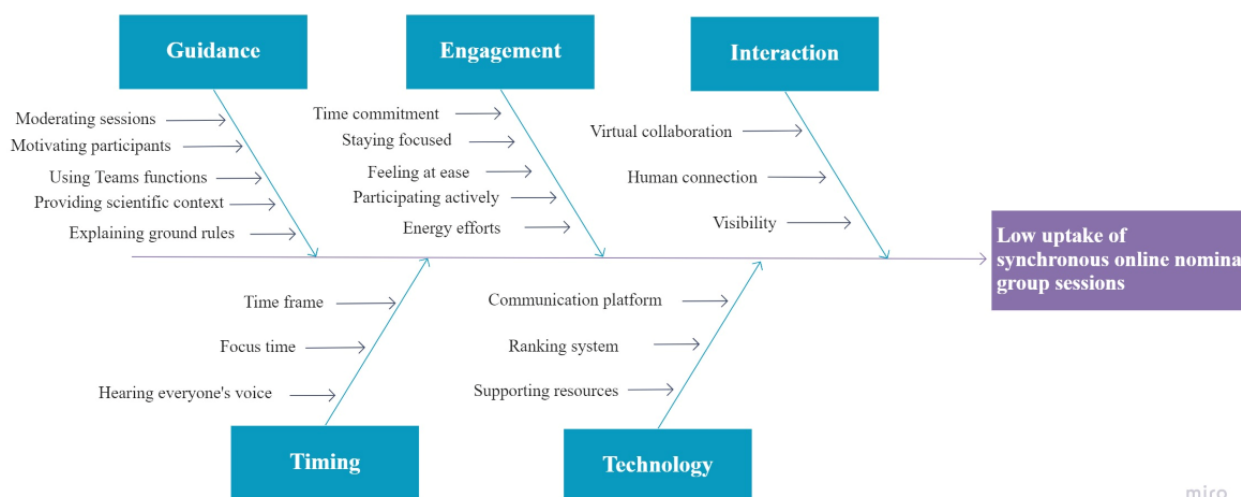 Guidance
Engagement
Interaction
Moderating sessions
Motivating participants
Using Teams functions
Providing scientific context
Explaining ground rules
Time commitment
Staying focused
Feeling at ease
Participating actively
Energy efforts
Virtual collaboration
Human connection
Visibility
Low uptake of
synchronous online nomina
group sessions
Time frame
Focus time
Hearing everyone's voice
Communication platform
Ranking system
Supporting resources
Timing
Technology
miro